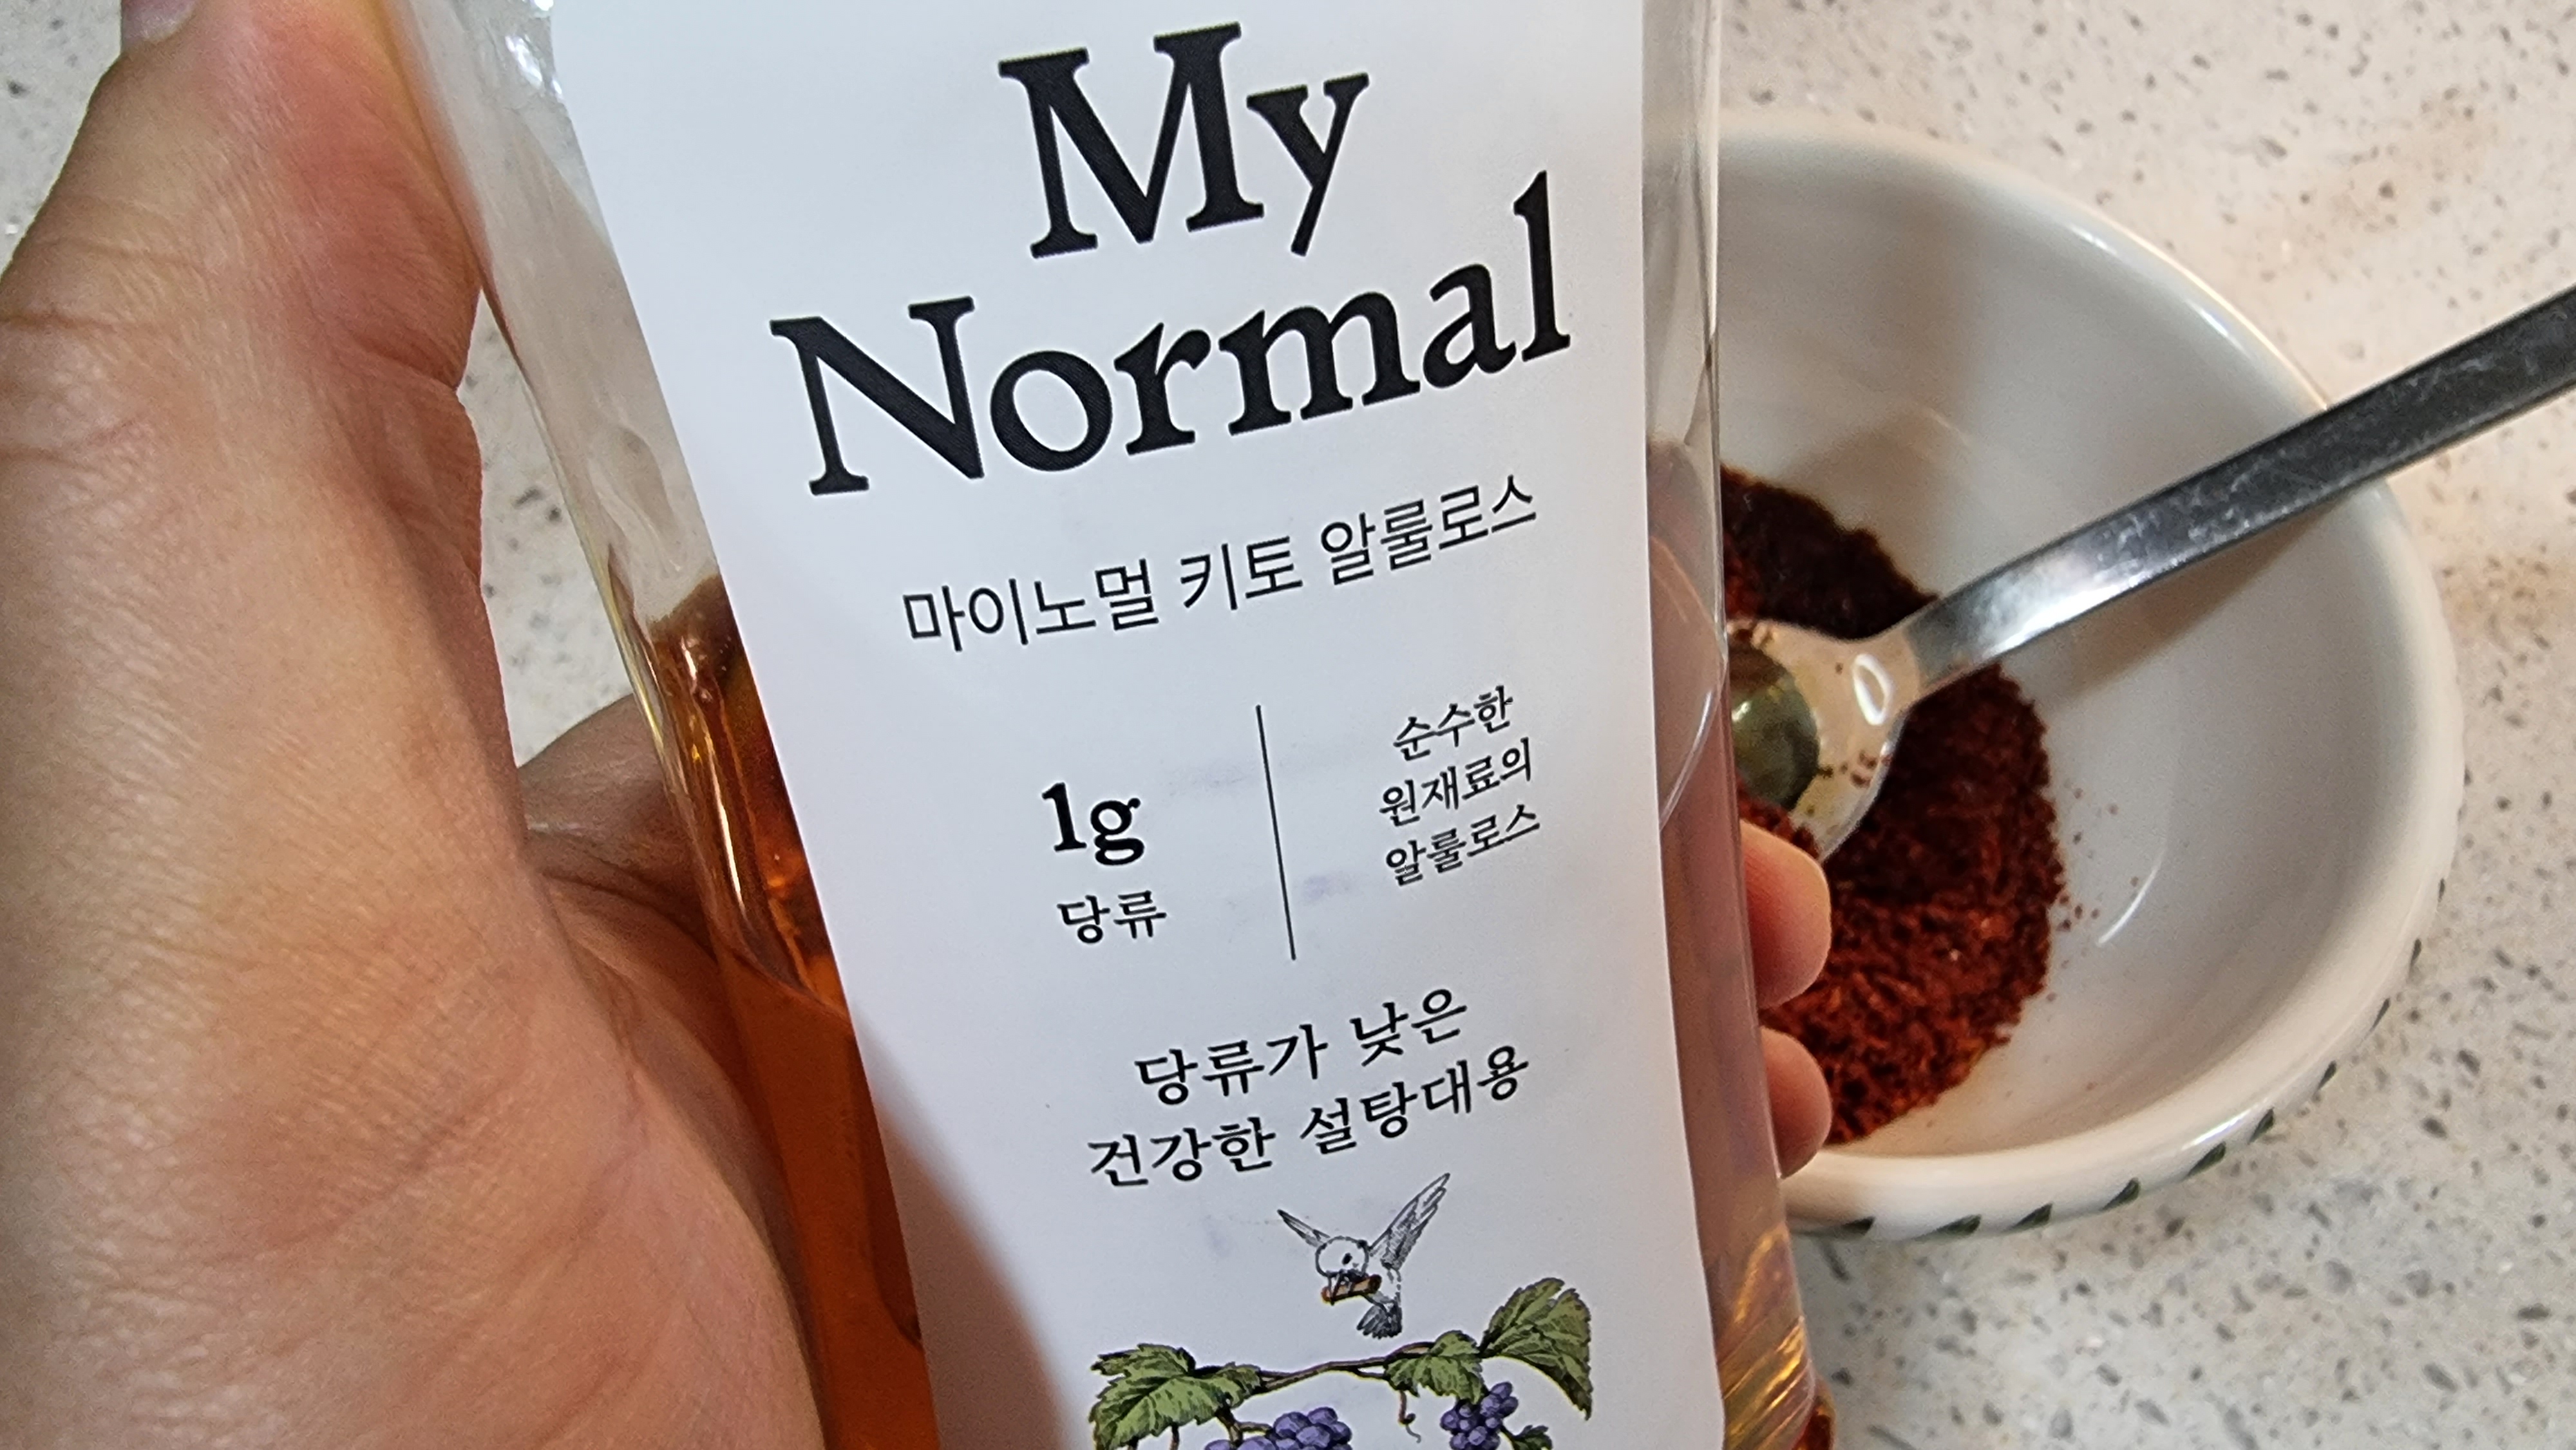 My
Normal
마이노멀 키토 알룰로스
1g
당류
순수한
원재료의
알룰로스
당류가 낮은
건강한 설탕대용